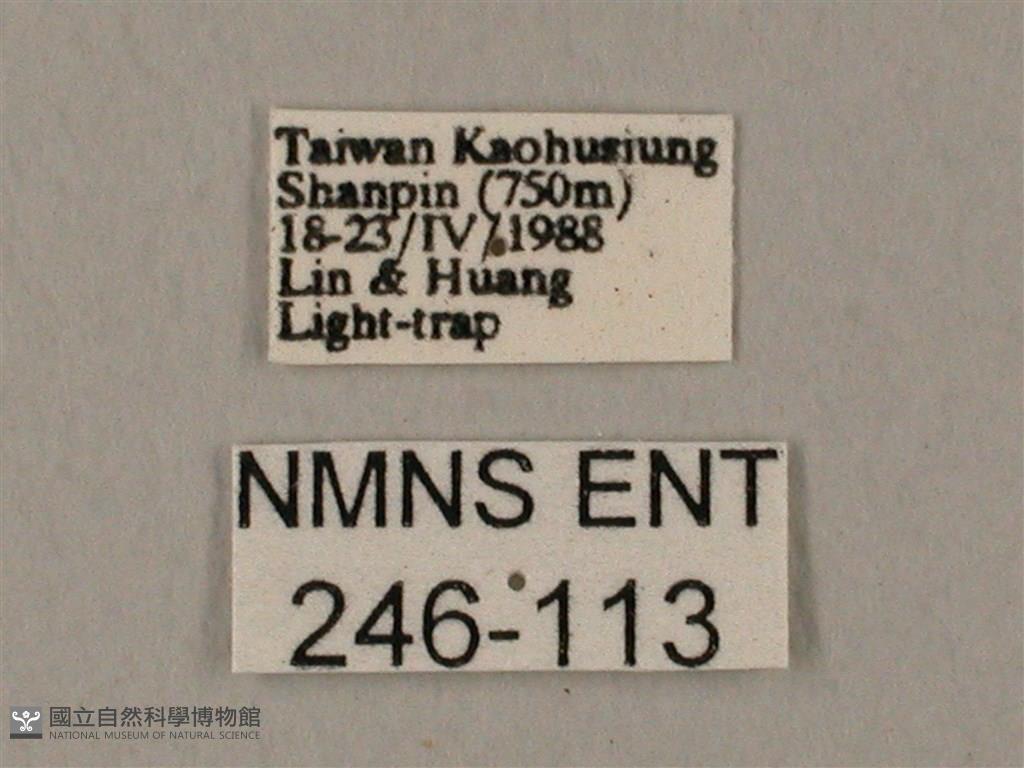 Taiwan Kaohusiung
Shanpin (750m)
18-23/IV/1988
Lin & Huang
Light-trap
NMNS ENT
246-113
國立自然科學博物館
NATIONAL MUSEUM OF NATURAL SCIENCE